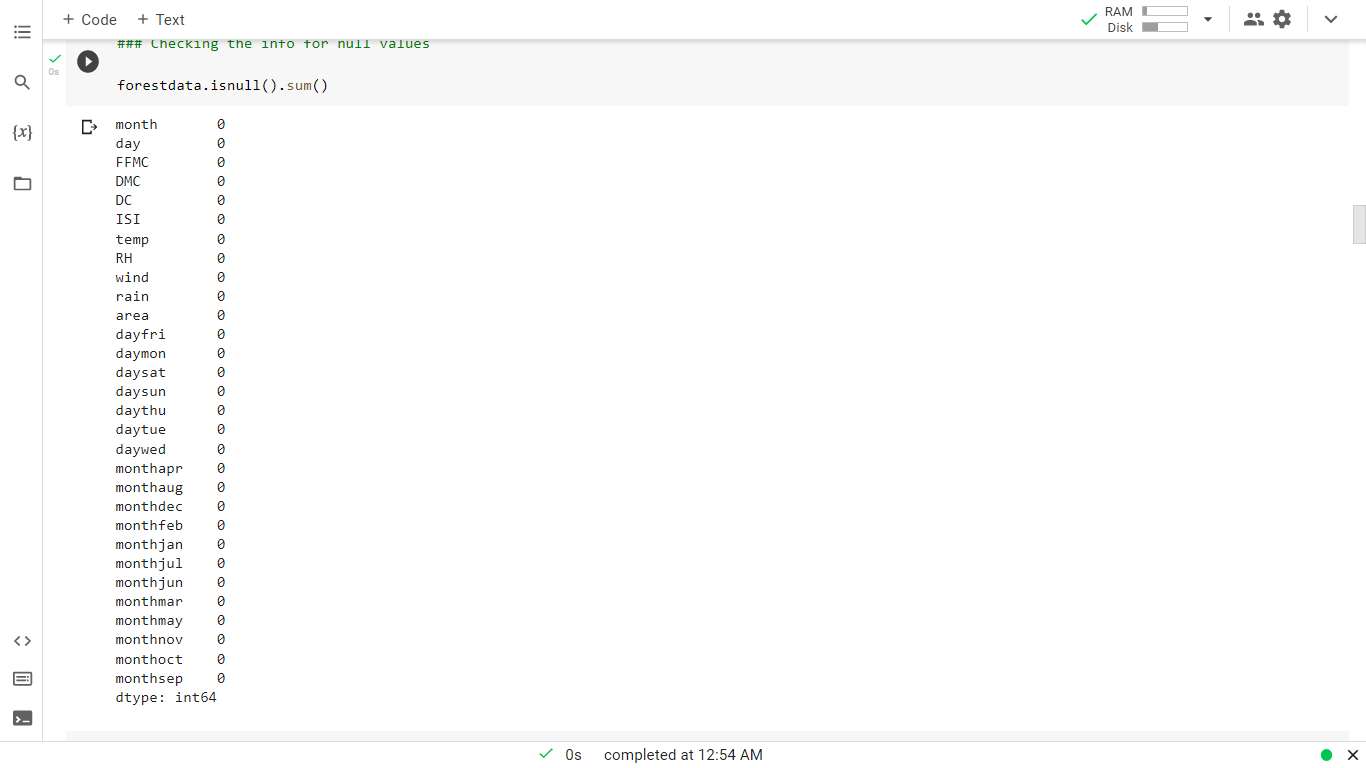 + Code + Text
RAM
Disk
{x}
### Checking the info for null values
0s
forestdata.isnull().sum()
month 0
day 0
FFMC 0
DMC 0
DC 0
ISI 0
temp 0
RH 0
wind 0
rain 0
area 0
dayfri 0
daymon 0
daysat 0
daysun 0
daythu 0
daytue 0
daywed 0
monthapr 0
monthaug 0
monthdec 0
monthfeb 0
monthjan 0
monthjul 0
monthjun 0
monthmar 0
monthmay 0
monthnov 0
monthoct 0
monthsep 0
dtype: int64
0s completed at 12:54 AM